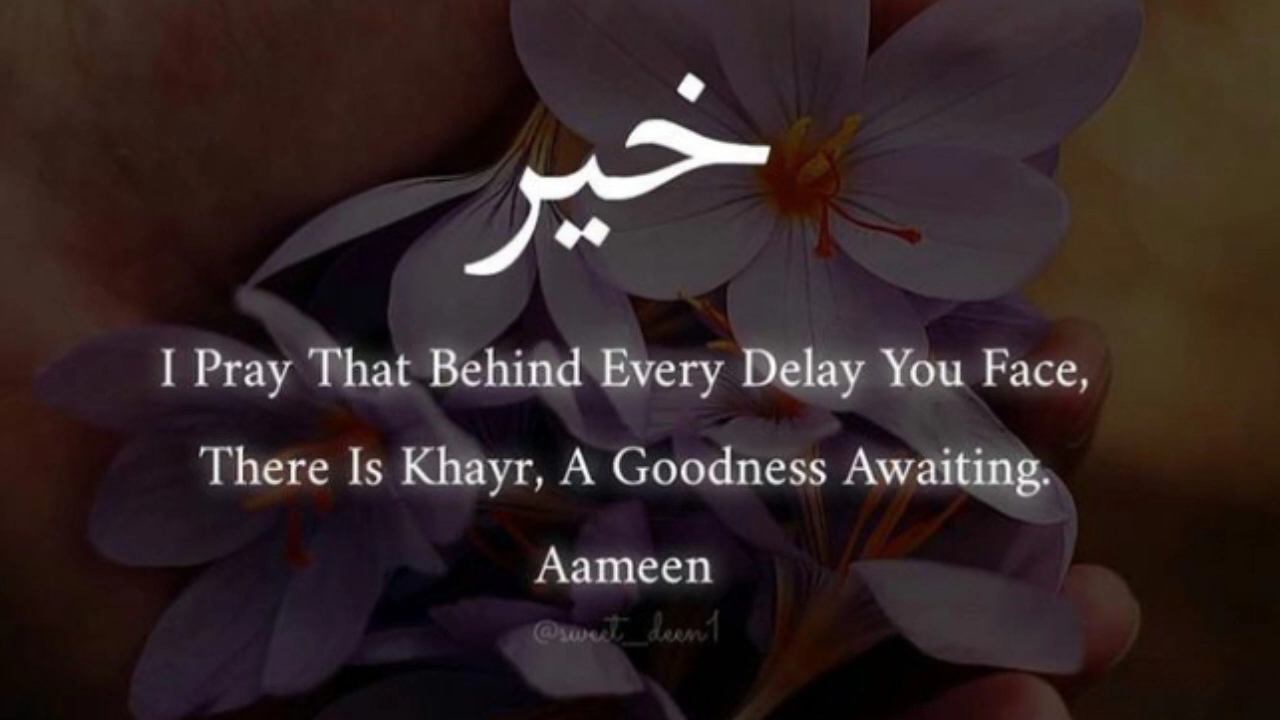 خير
I Pray That Behind Every Delay You Face,
There Is Khayr, A Goodness Awaiting.
Aameen
@sweet_deen1